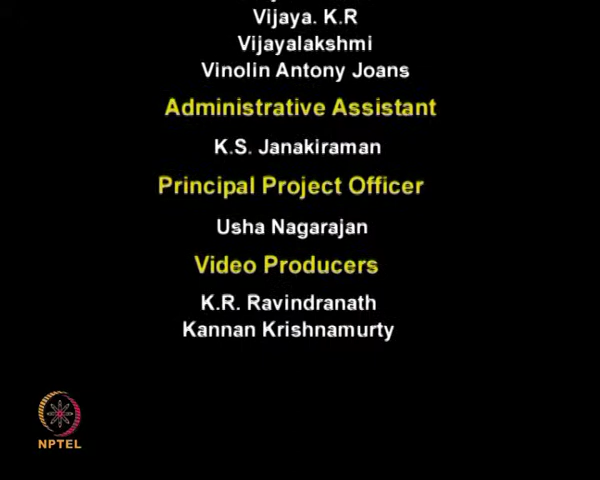 Vijaya. K.R
Vijayalakshmi
Vinolin Antony Joans
Administrative Assistant
K.S. Janakiraman
Principal Project Officer
Usha Nagarajan
Video Producers
K.R. Ravindranath
Kannan Krishnamurty
NPTEL